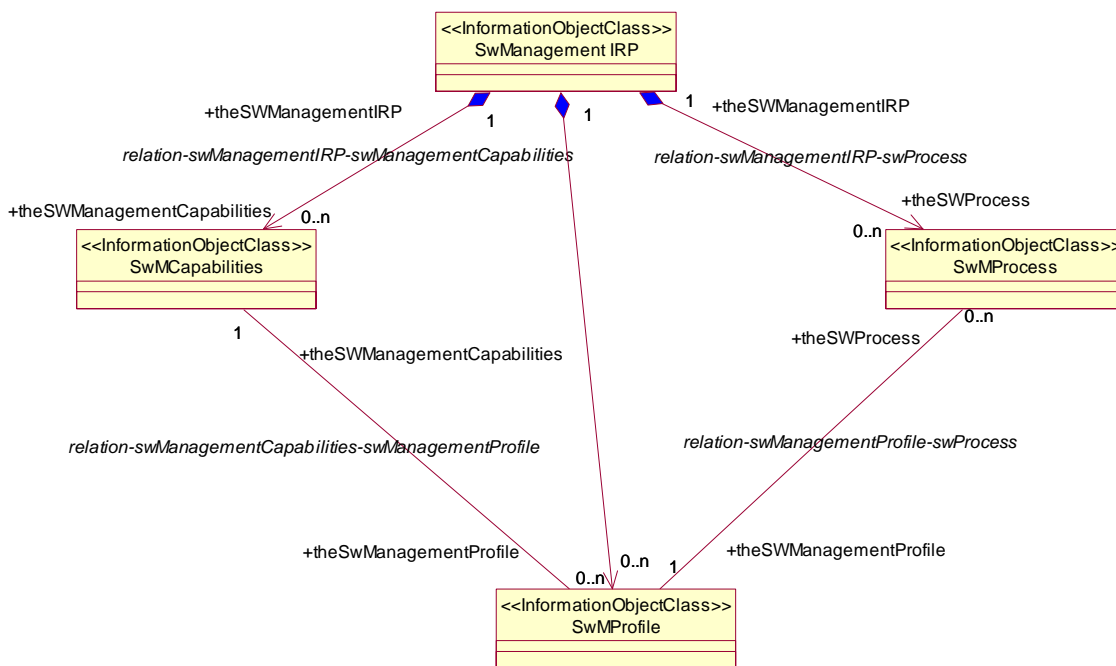 <<InformationObjectClass>>
SwManagement IRP
+theSWManagementIRP
1
1
1
+theSWManagementIRP
relation-swManagementIRP-swManagementCapabilities
relation-swManagementIRP-swProcess
+theSWManagementCapabilities
0..n
+theSWProcess
0..n
<<InformationObjectClass>>
SwMCapabilities
<<InformationObjectClass>>
SwMProcess
1
0..n
+theSWManagementCapabilities
+theSWProcess
relation-swManagementCapabilities-swManagementProfile
relation-swManagementProfile-swProcess
+theSwManagementProfile
0..n
0..n
1
+theSWManagementProfile
<<InformationObjectClass>>
SwMProfile